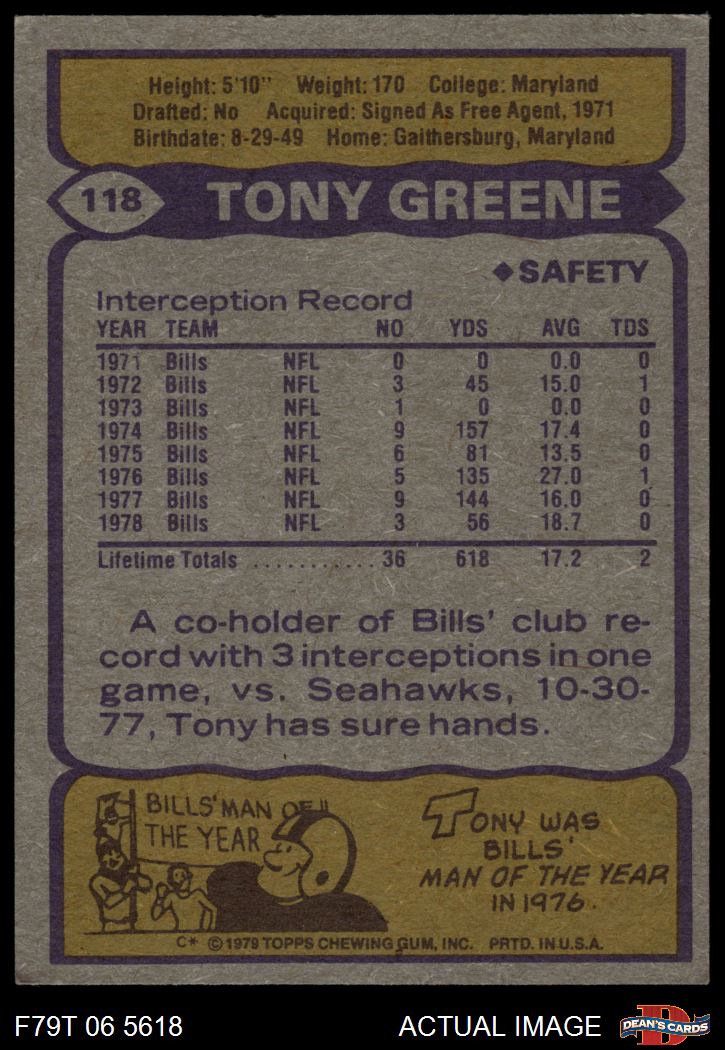 Height: 5'10" Weight: 170 College: Maryland
Drafted: No Acquired: Signed As Free Agent, 1971
Birthdate: 8-29-49 Home: Gaithersburg, Maryland
118 TONY GREENE
◆SAFETY
Interception Record
YEAR TEAM NO YDS AVG TDS
1971 Bills NFL 0 0 0.0 0
1972 Bills NFL 3 45 15.0 1
1973 Bills NFL 1 0 0.0 0
1974 Bills NFL 9 157 17.4 0
1975 Bills NFL 6 81 13.5 0
1976 Bills NFL 5 135 27.0 1
1977 Bills NFL 9 144 16.0 0
1978 Bills NFL 3 56 18.7 0
Lifetime Totals ........... 36 618 17.2 2
A co-holder of Bills' club re-
cord with 3 interceptions in one
game, vs. Seahawks, 10-30-
77, Tony has sure hands.
BILLS' MAN OF
THE YEAR
TONY WAS
BILLS'
MAN OF THE YEAR
IN 1976.
C* © 1979 TOPPS CHEWING GUM, INC. PRTD. IN U.S.A.
F79T 06 5618 ACTUAL IMAGE D DEAN'S CARDS